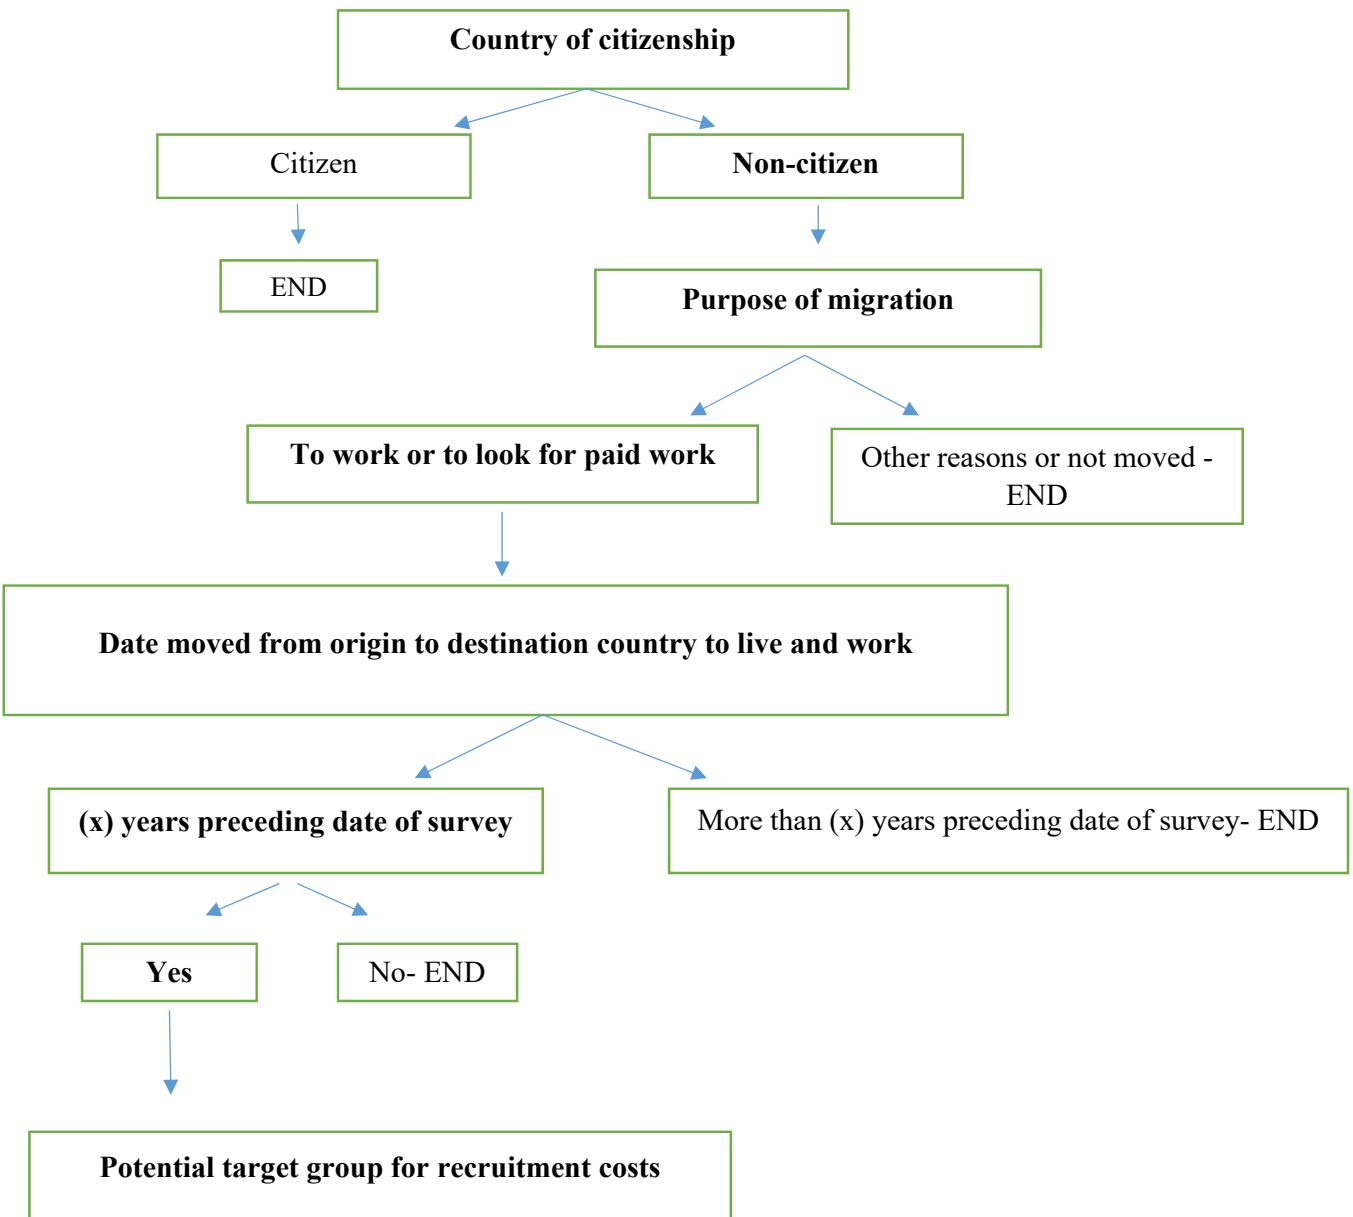 Country of citizenship
Citizen
Non-citizen
END
Purpose of migration
To work or to look for paid work
Other reasons or not moved -
END
Date moved from origin to destination country to live and work
(x) years preceding date of survey
More than (x) years preceding date of survey- END
Yes
No- END
Potential target group for recruitment costs